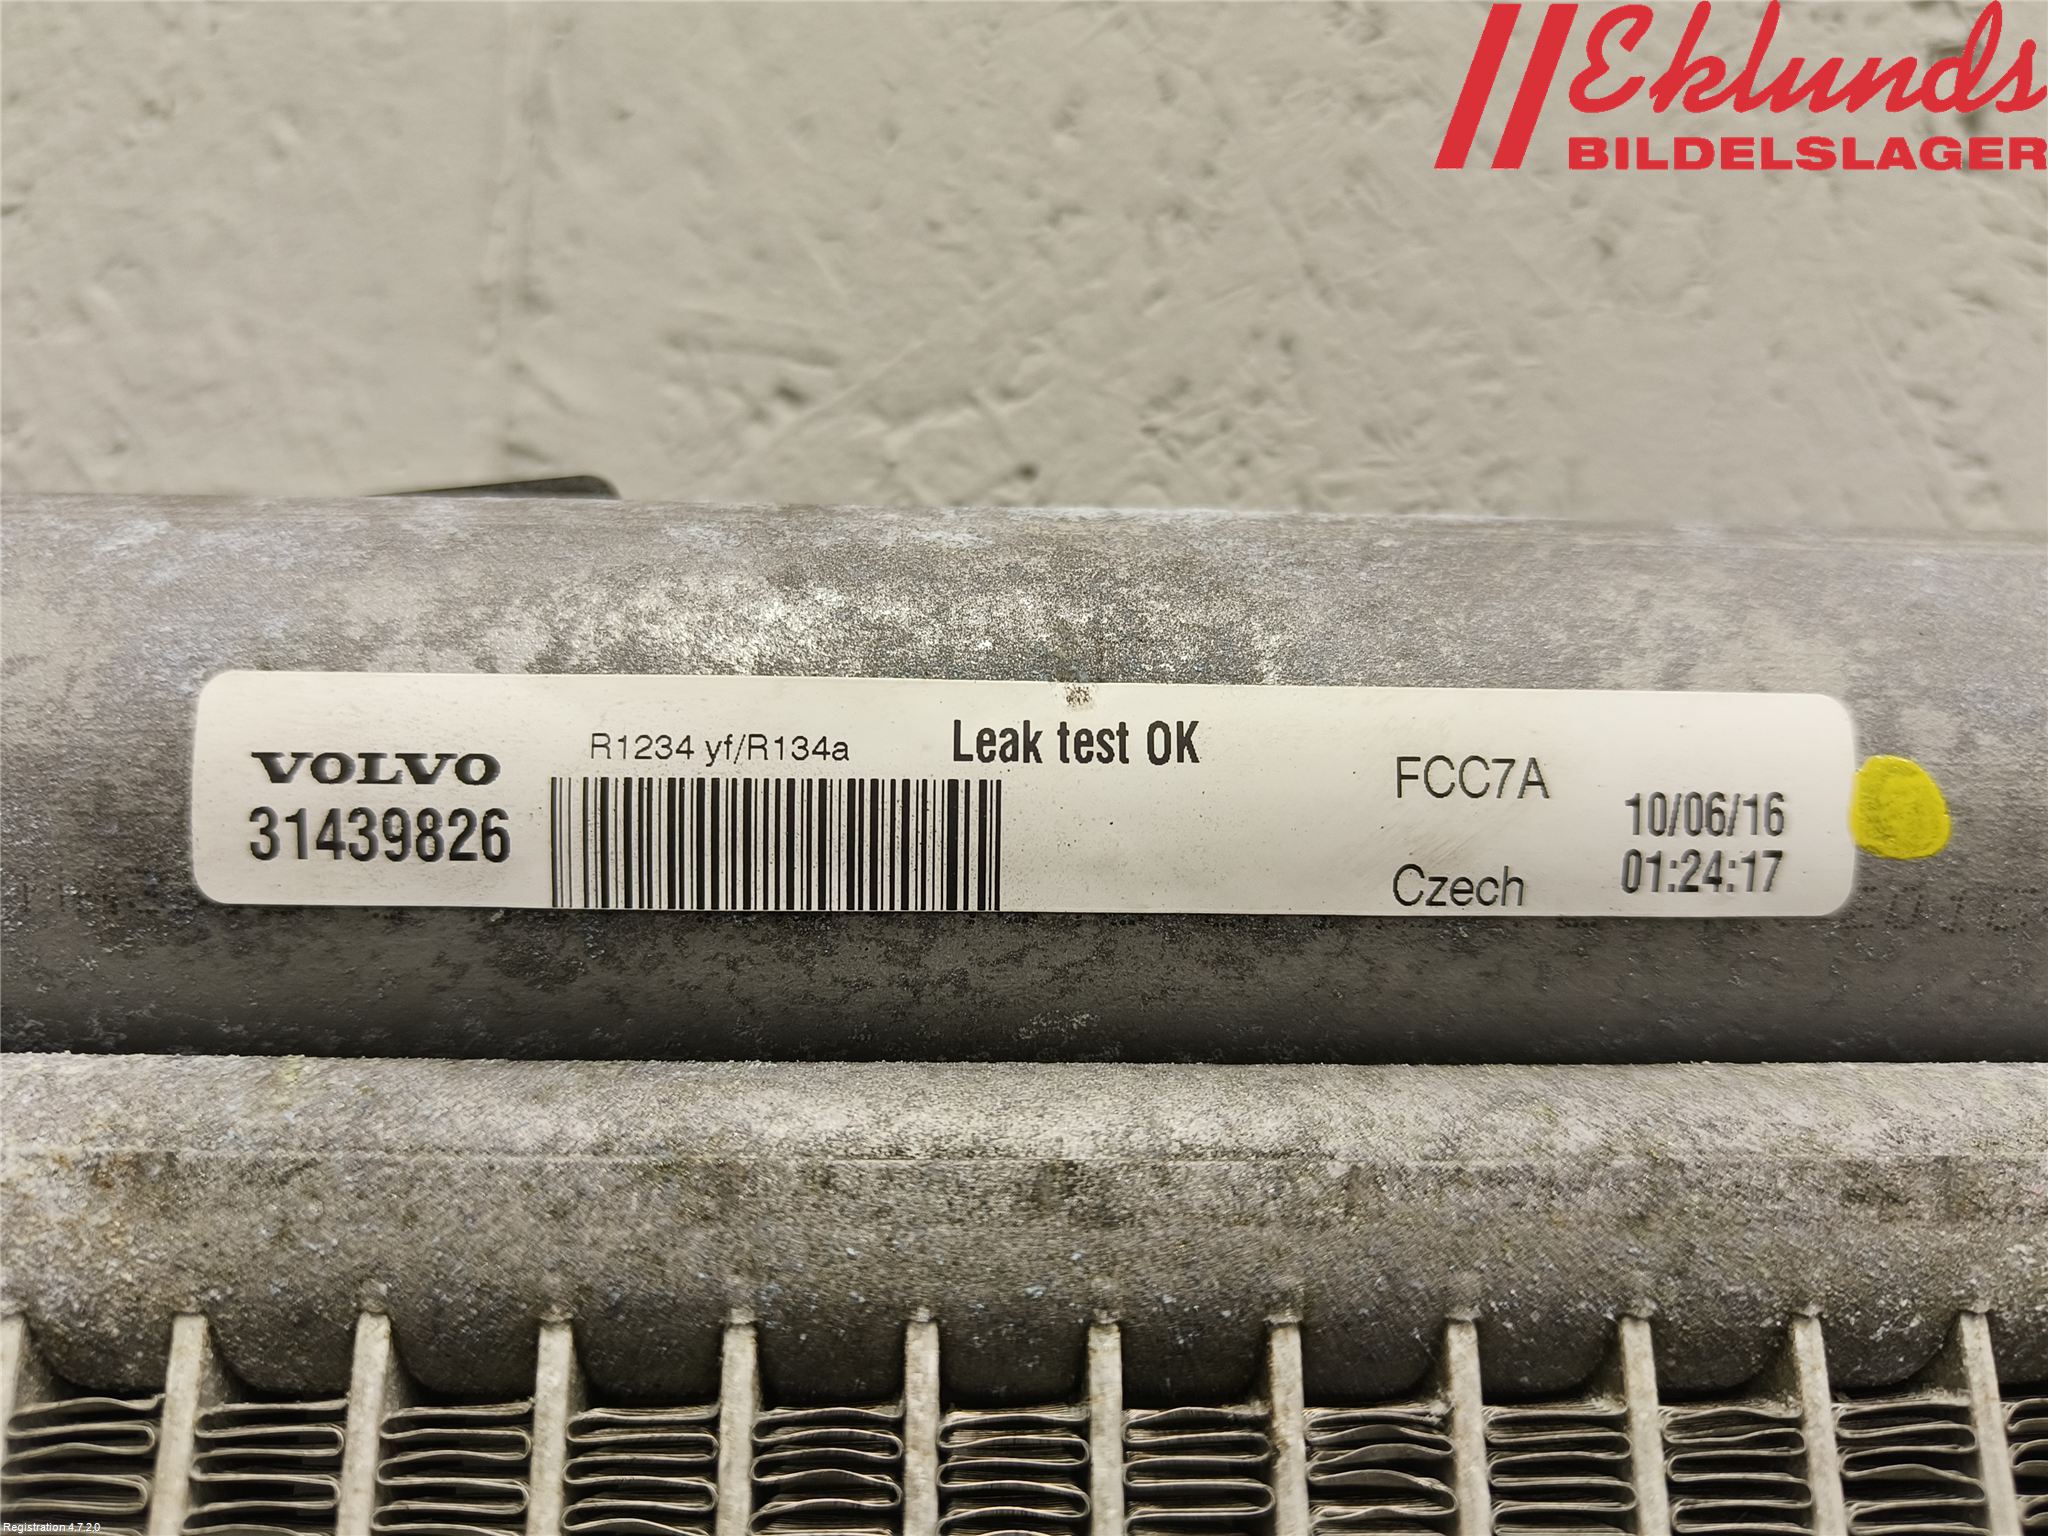 Eklunds
BILDELSLAGER
VOLVO
31439826
R1234 yf/R134a
Leak test OK
FCC7A
Czech
10/06/16
01:24:17
Registration 4.7.2.0